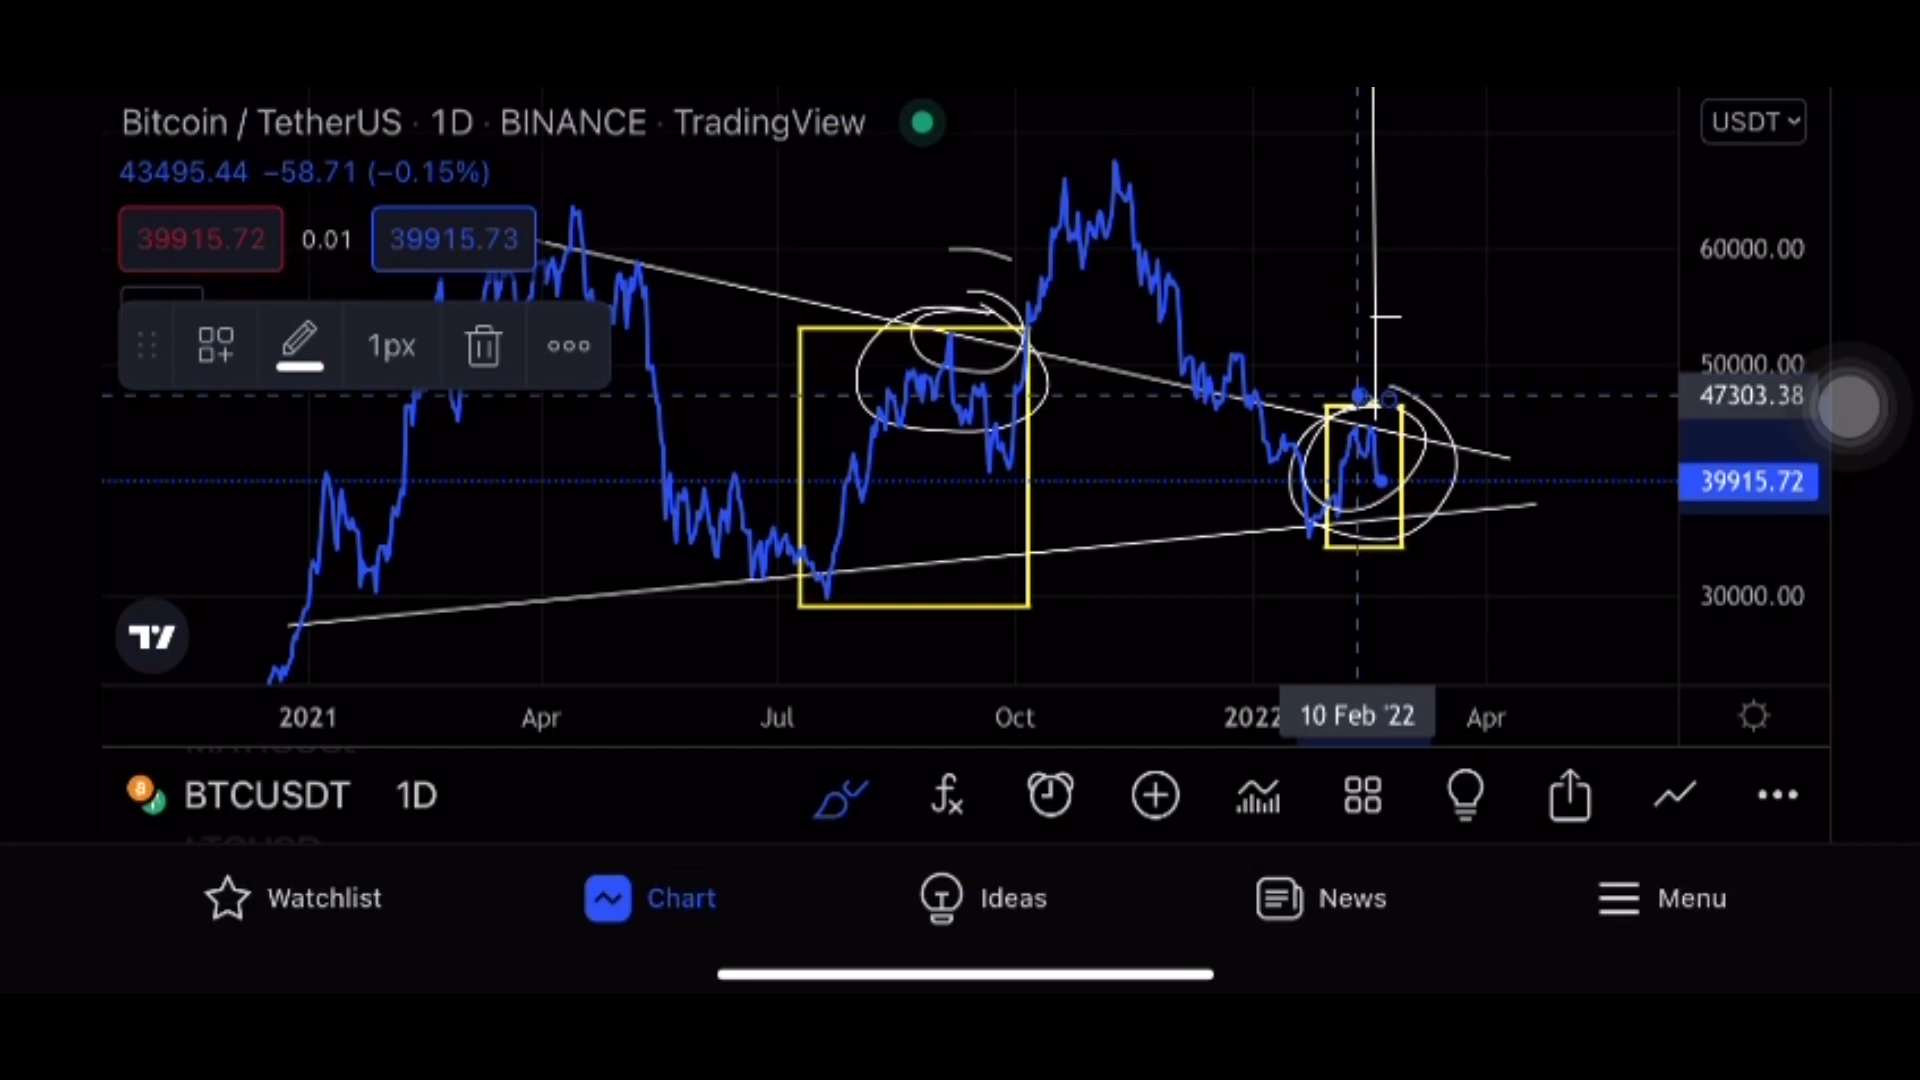 Bitcoin / TetherUS · 1D · BINANCE · TradingView
USDT
43495.44 −58.71 (−0.15%)
39915.72 0.01 39915.73
1px
60000.00
50000.00
47303.38
39915.72
30000.00
2021 Apr Jul Oct 2022 10 Feb '22 Apr
BTCUSDT 1D
Watchlist Chart Ideas News Menu